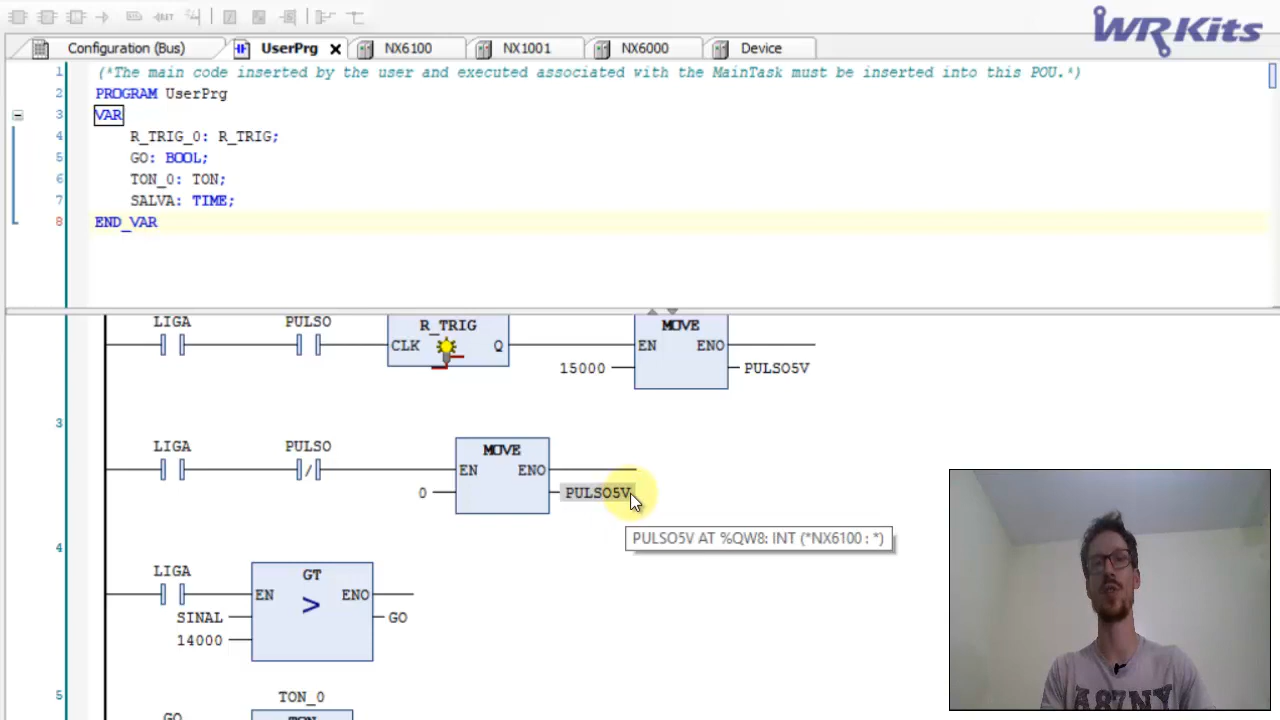 WRKits
Configuration (Bus) UserPrg NX6100 NX1001 NX6000 Device
1 (*The main code inserted by the user and executed associated with the MainTask must be inserted into this POU.*)
2 PROGRAM UserPrg
3 VAR
4 R_TRIG_0: R_TRIG;
5 GO: BOOL;
6 TON_0: TON;
7 SALVA: TIME;
8 END_VAR
LIGA PULSO R_TRIG MOVE
CLK Q EN ENO
15000 PULSO5V
3
LIGA PULSO MOVE
EN ENO
0 PULSO5V
PULSO5V AT %QW8: INT (*NX6100 : *)
4
LIGA GT
EN > ENO
SINAL GO
14000
5
TON_0
GO TON
A87NY